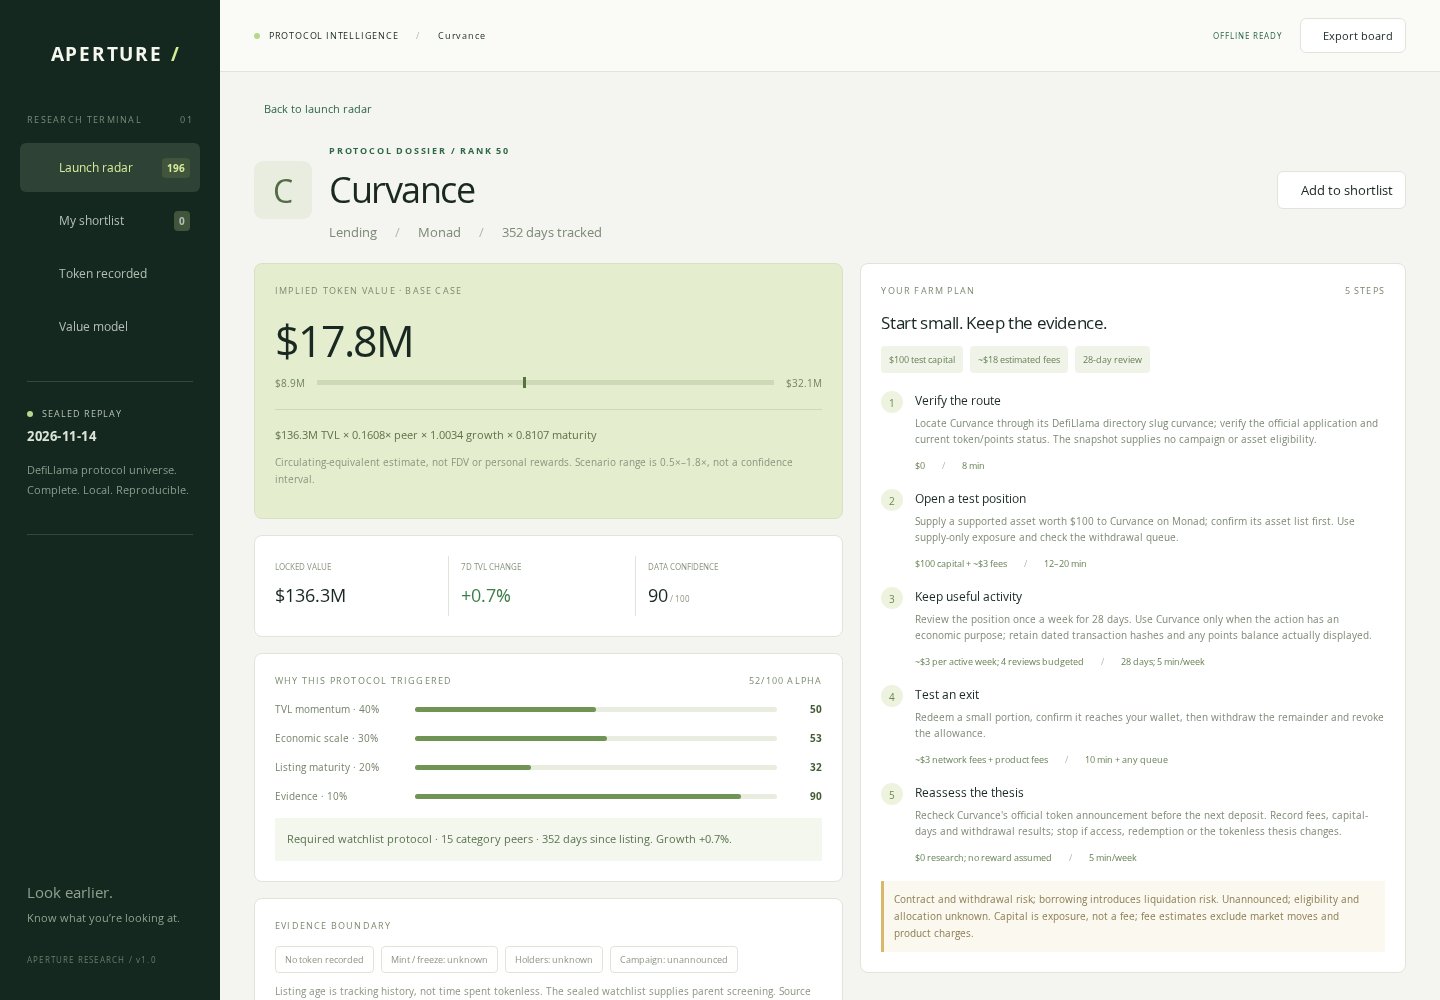 APERTURE /
RESEARCH TERMINAL 01
Launch radar 196
My shortlist 0
Token recorded
Value model
SEALED REPLAY
2026-11-14
DefiLlama protocol universe.
Complete. Local. Reproducible.
Look earlier.
Know what you’re looking at.
APERTURE RESEARCH / v1.0
PROTOCOL INTELLIGENCE / Curvance
OFFLINE READY
Export board
Back to launch radar
PROTOCOL DOSSIER / RANK 50
C
Curvance
Lending / Monad / 352 days tracked
Add to shortlist
IMPLIED TOKEN VALUE · BASE CASE
$17.8M
$8.9M $32.1M
$136.3M TVL × 0.1608× peer × 1.0034 growth × 0.8107 maturity
Circulating-equivalent estimate, not FDV or personal rewards. Scenario range is 0.5×–1.8×, not a confidence
interval.
LOCKED VALUE
$136.3M
7D TVL CHANGE
+0.7%
DATA CONFIDENCE
90 / 100
WHY THIS PROTOCOL TRIGGERED 52/100 ALPHA
TVL momentum · 40% 50
Economic scale · 30% 53
Listing maturity · 20% 32
Evidence · 10% 90
Required watchlist protocol · 15 category peers · 352 days since listing. Growth +0.7%.
EVIDENCE BOUNDARY
No token recorded
Mint / freeze: unknown
Holders: unknown
Campaign: unannounced
Listing age is tracking history, not time spent tokenless. The sealed watchlist supplies parent screening. Source
YOUR FARM PLAN 5 STEPS
Start small. Keep the evidence.
$100 test capital
~$18 estimated fees
28-day review
1 Verify the route
Locate Curvance through its DefiLlama directory slug curvance; verify the official application and
current token/points status. The snapshot supplies no campaign or asset eligibility.
$0 / 8 min
2 Open a test position
Supply a supported asset worth $100 to Curvance on Monad; confirm its asset list first. Use
supply-only exposure and check the withdrawal queue.
$100 capital + ~$3 fees / 12–20 min
3 Keep useful activity
Review the position once a week for 28 days. Use Curvance only when the action has an
economic purpose; retain dated transaction hashes and any points balance actually displayed.
~$3 per active week; 4 reviews budgeted / 28 days; 5 min/week
4 Test an exit
Redeem a small portion, confirm it reaches your wallet, then withdraw the remainder and revoke
the allowance.
~$3 network fees + product fees / 10 min + any queue
5 Reassess the thesis
Recheck Curvance's official token announcement before the next deposit. Record fees, capital-
days and withdrawal results; stop if access, redemption or the tokenless thesis changes.
$0 research; no reward assumed / 5 min/week
Contract and withdrawal risk; borrowing introduces liquidation risk. Unannounced; eligibility and
allocation unknown. Capital is exposure, not a fee; fee estimates exclude market moves and
product charges.